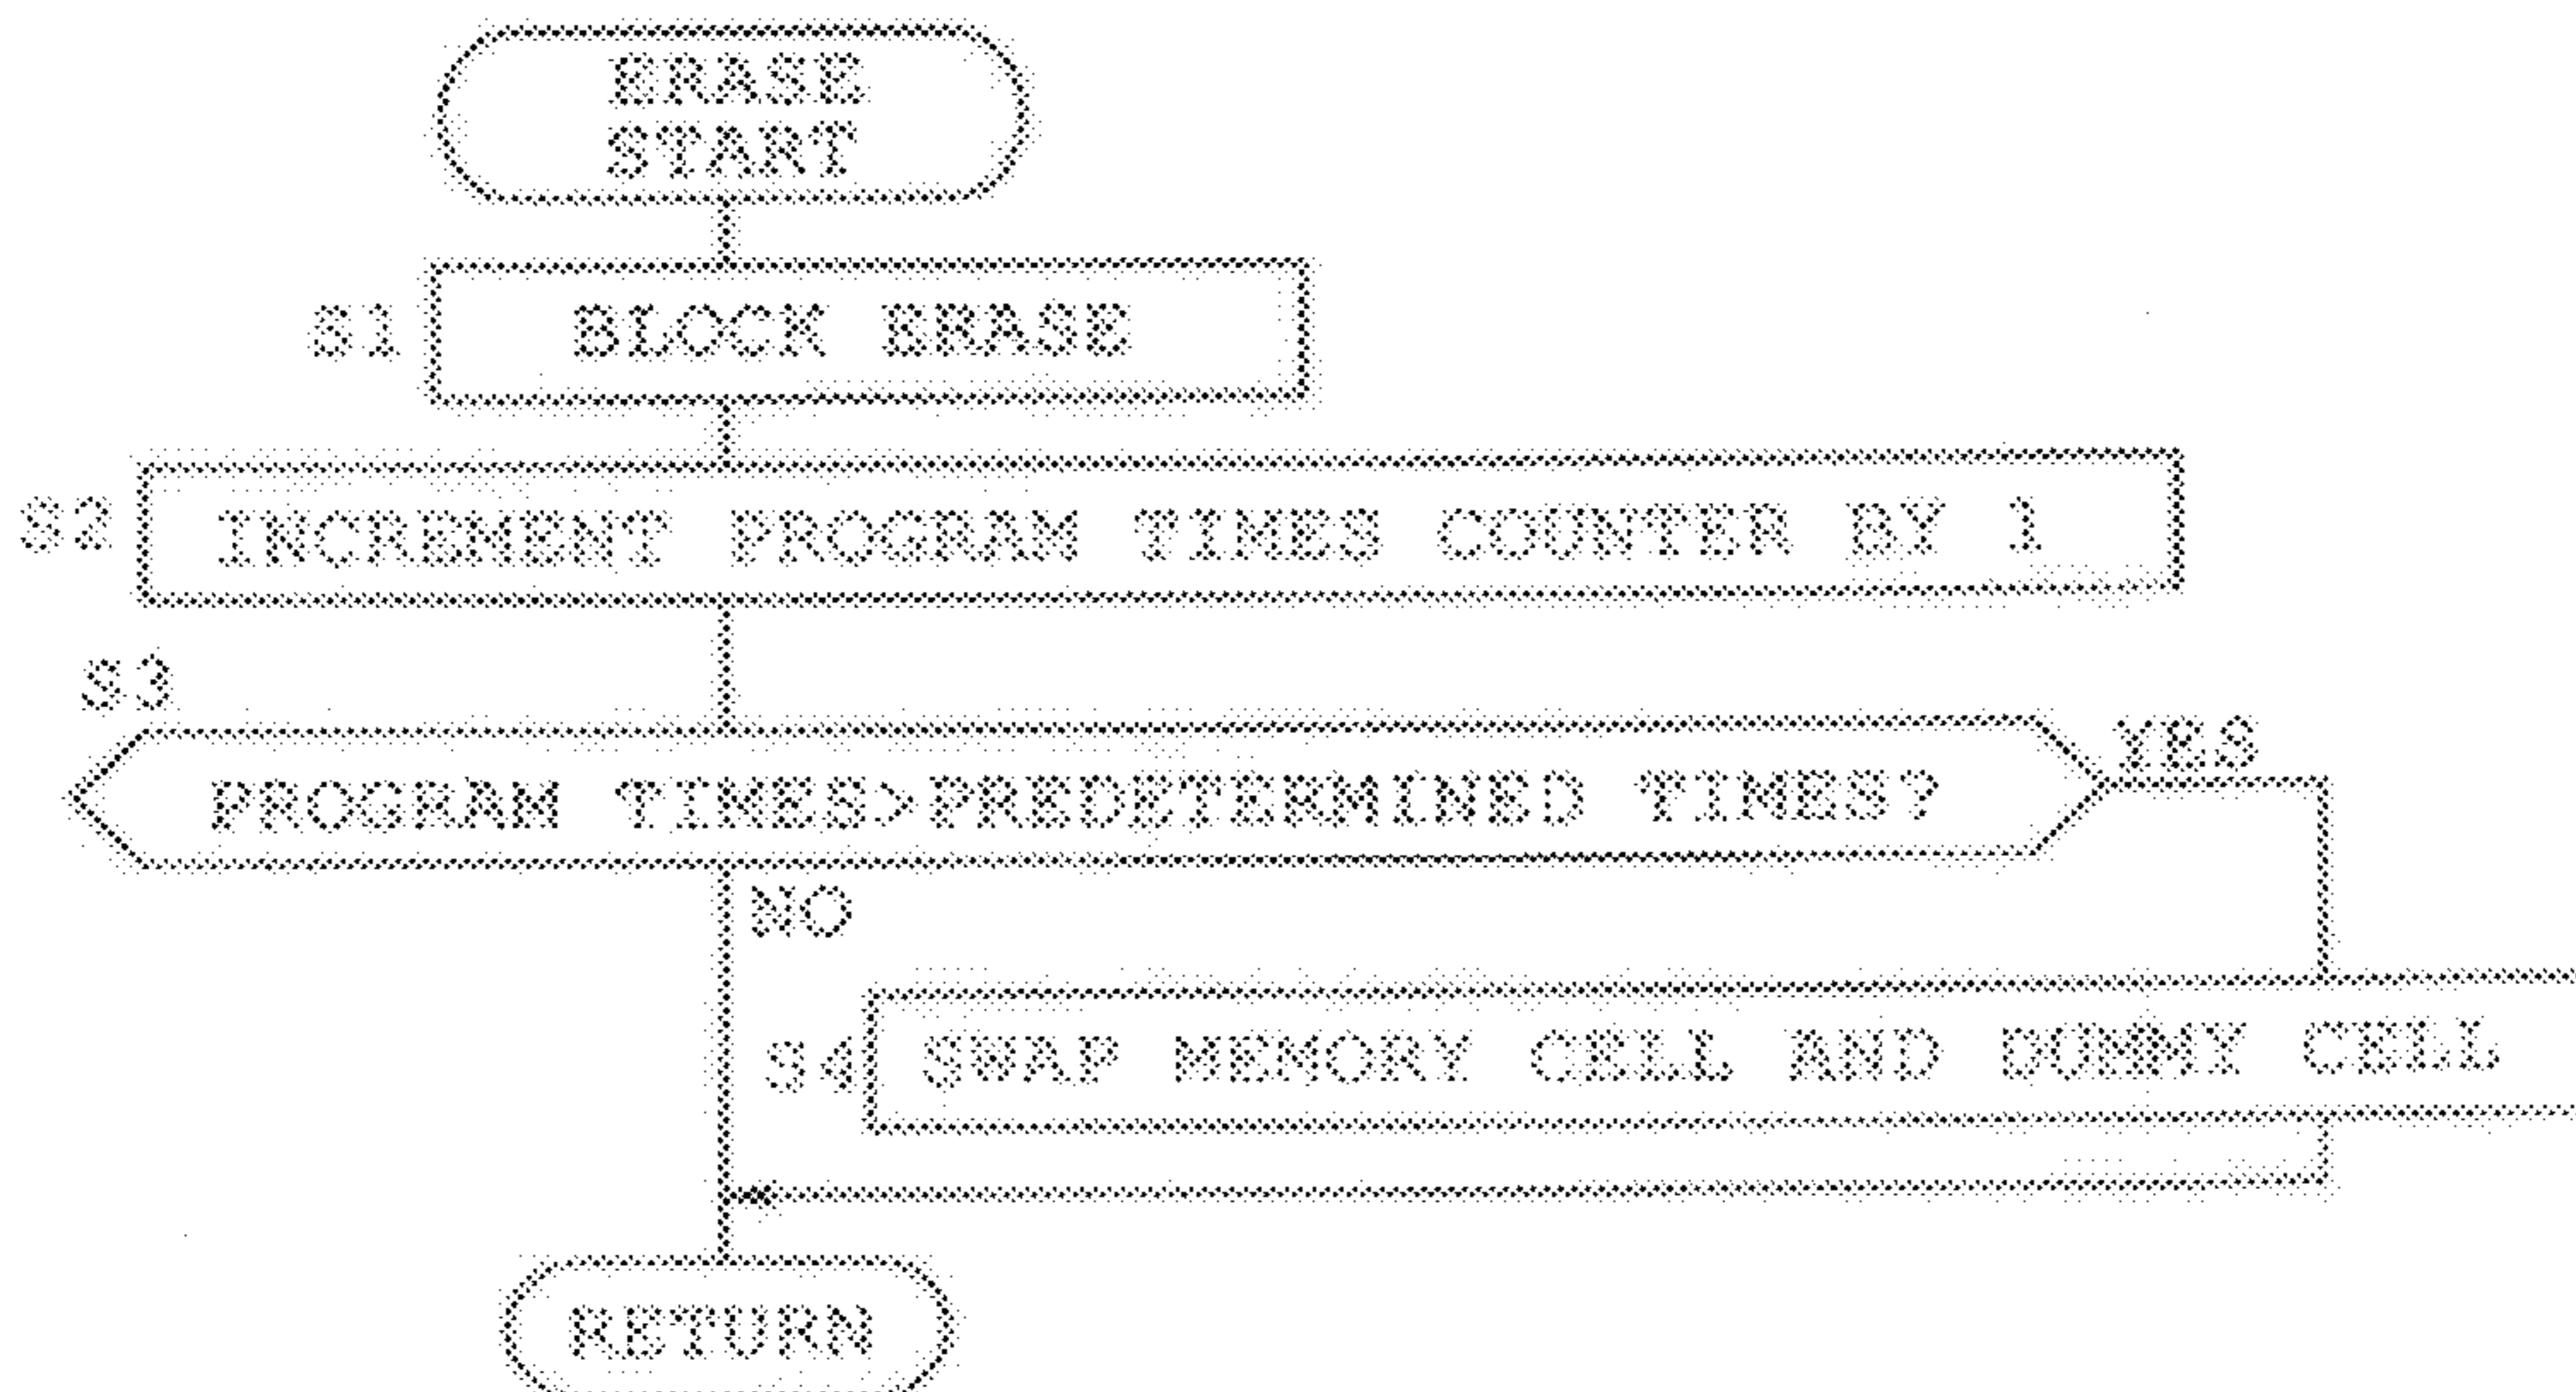 ERASE
START
S1 BLOCK ERASE
S2 INCREMENT PROGRAM TIMES COUNTER BY 1
S3
PROGRAM TIMES>PREDETERMINED TIMES?
YES
NO
S4 SWAP MEMORY CELL AND DUMMY CELL
RETURN